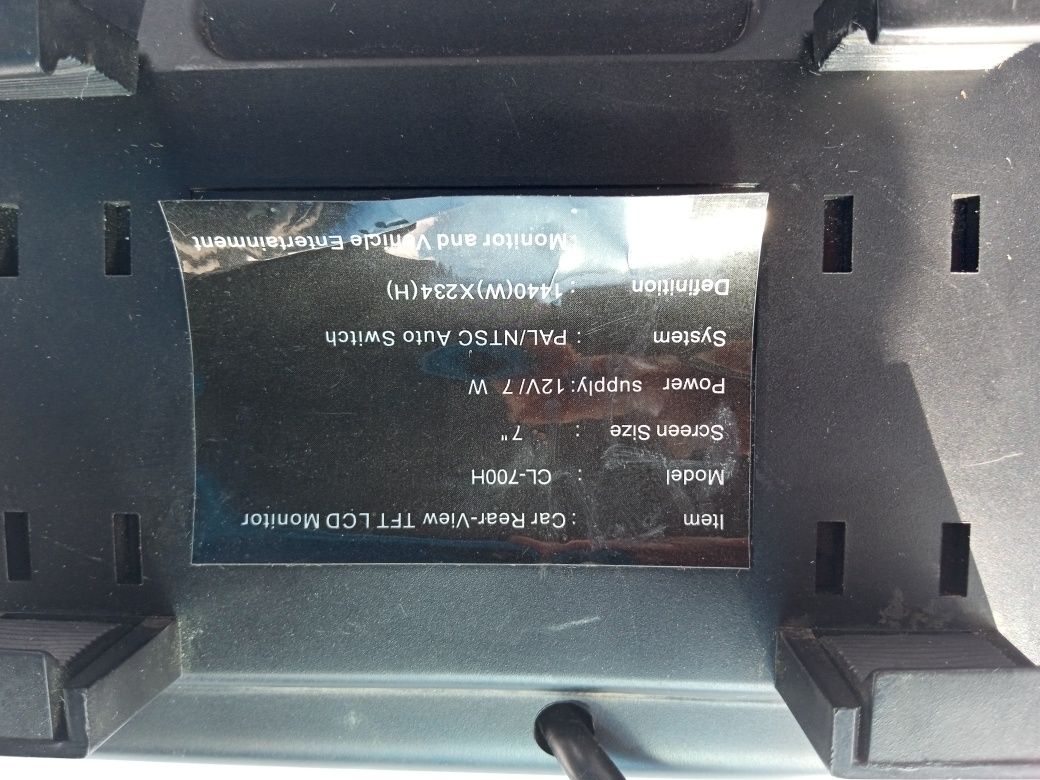 Item : Car Rear-View TFT LCD Monitor
Model : CL-700H
Screen Size : 7"
Power supply: 12V/7 W
System : PAL/NTSC Auto Switch
Definition : 1440(W)X234(H)
: Monitor and Vehicle Entertainment